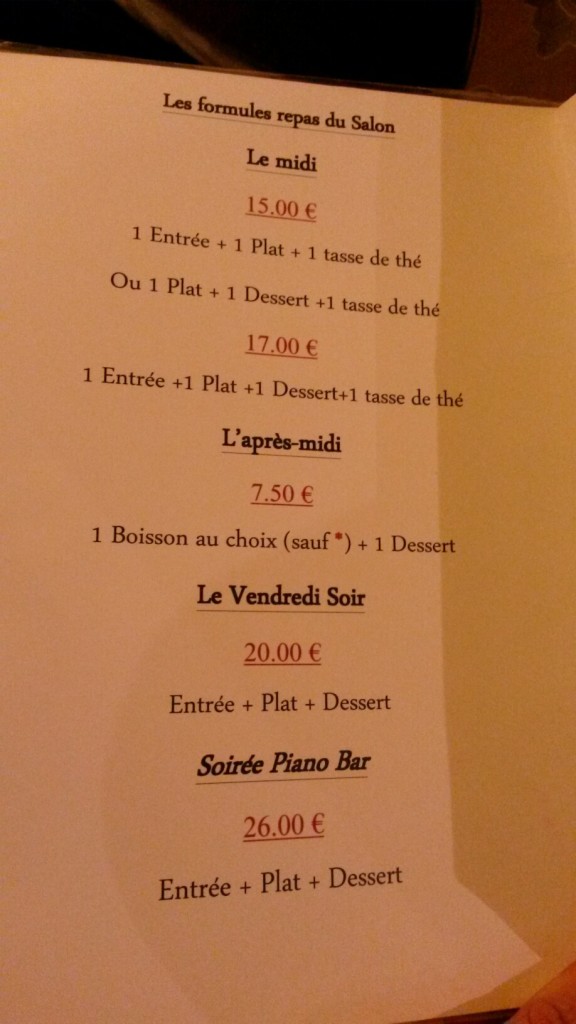 Les formules repas du Salon
Le midi
15.00 €
1 Entrée + 1 Plat + 1 tasse de thé
Ou 1 Plat + 1 Dessert +1 tasse de thé
17.00 €
1 Entrée +1 Plat +1 Dessert+1 tasse de thé
L'après-midi
7.50 €
1 Boisson au choix (sauf *) + 1 Dessert
Le Vendredi Soir
20.00 €
Entrée + Plat + Dessert
Soirée Piano Bar
26.00 €
Entrée + Plat + Dessert